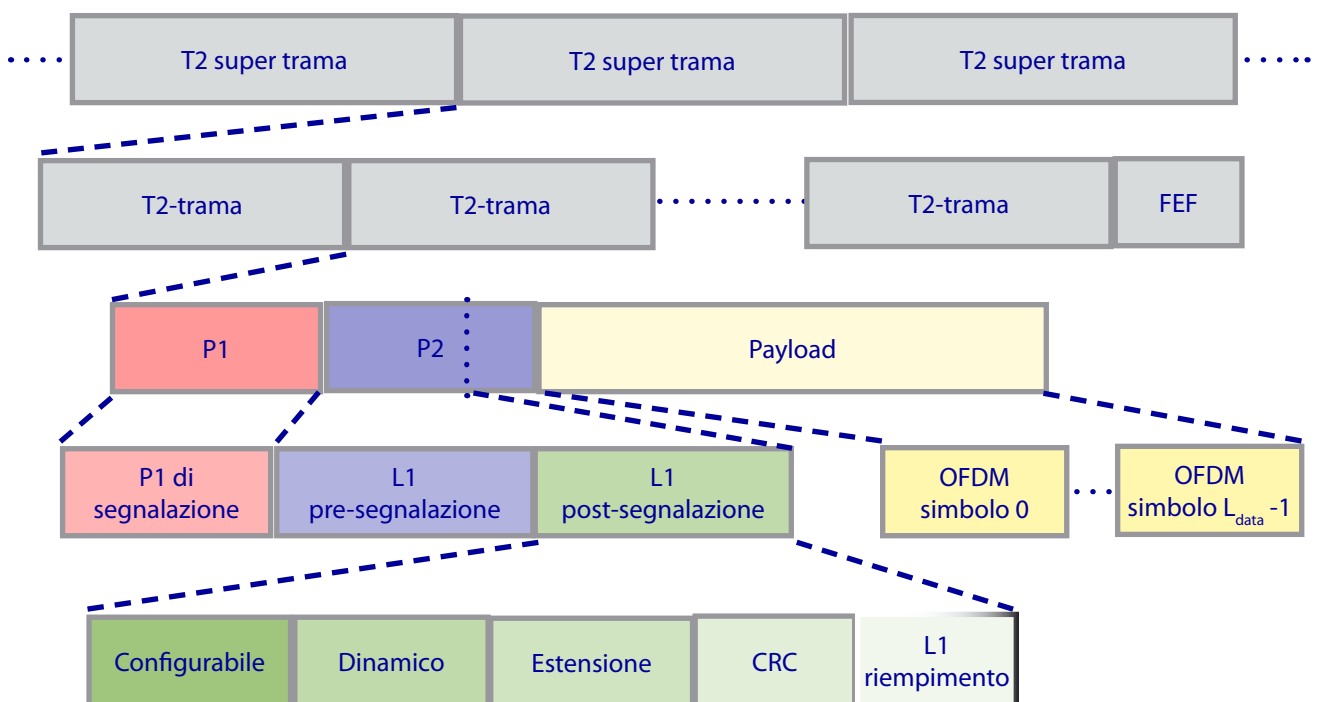 T2 super trama
T2 super trama
T2 super trama
T2-trama
T2-trama
T2-trama
FEF
P1
P2
Payload
P1 di
segnalazione
L1
pre-segnalazione
L1
post-segnalazione
OFDM
simbolo 0
OFDM
simbolo L_data -1
Configurabile
Dinamico
Estensione
CRC
L1
riempimento